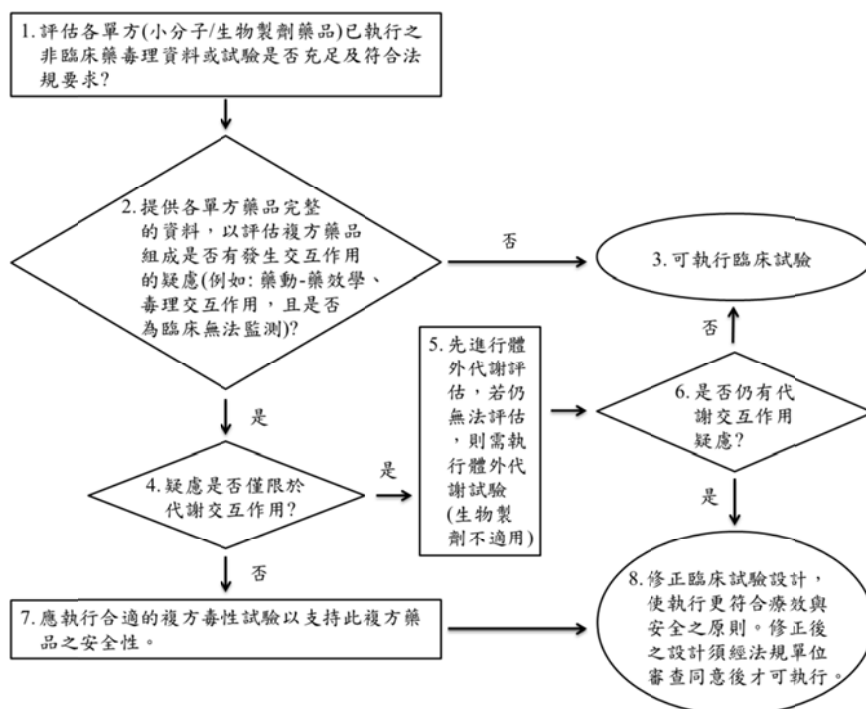 1. 評估各單方(小分子/生物製劑藥品)已執行之
非臨床藥毒理資料或試驗是否充足及符合法
規要求?
2. 提供各單方藥品完整
的資料，以評估複方藥品
組成是否有發生交互作用
的疑慮(例如: 藥動-藥效學、
毒理交互作用，且是否
為臨床無法監測)?
否
3. 可執行臨床試驗
是
4. 疑慮是否僅限於
代謝交互作用?
是
5. 先進行體
外代謝評
估，若仍
無法評估
，則需執
行體外代
謝試驗
(生物製
劑不適用)
6. 是否仍有代
謝交互作用
疑慮?
否
是
否
7. 應執行合適的複方毒性試驗以支持此複方藥
品之安全性。
8. 修正臨床試驗設計，
使執行更符合療效與
安全之原則。修正後
之設計須經法規單位
審查同意後才可執行。